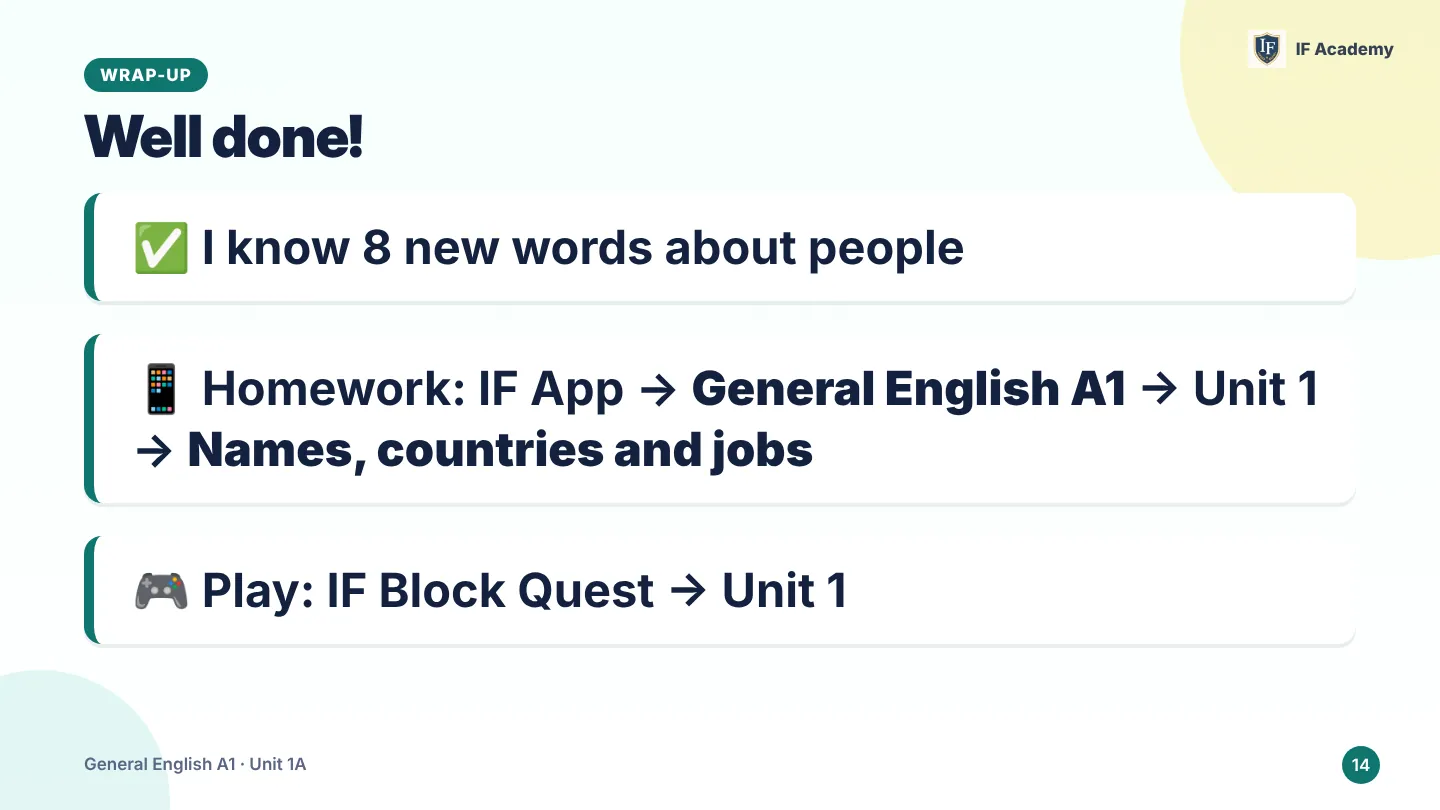 IF IF Academy
WRAP-UP
Well done!
✅ I know 8 new words about people
📱 Homework: IF App → General English A1 → Unit 1
→ Names, countries and jobs
🎮 Play: IF Block Quest → Unit 1
General English A1 · Unit 1A
14